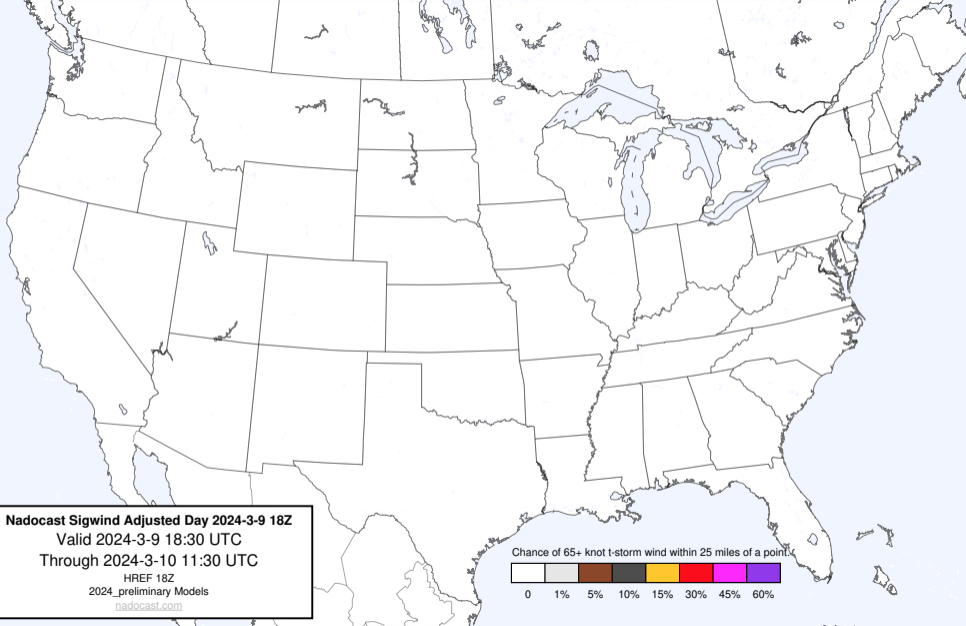 Nadocast Sigwind Adjusted Day 2024-3-9 18Z
Valid 2024-3-9 18:30 UTC
Through 2024-3-10 11:30 UTC
HREF 18Z
2024_preliminary Models
nadocast.com
Chance of 65+ knot t-storm wind within 25 miles of a point.
0 1% 5% 10% 15% 30% 45% 60%